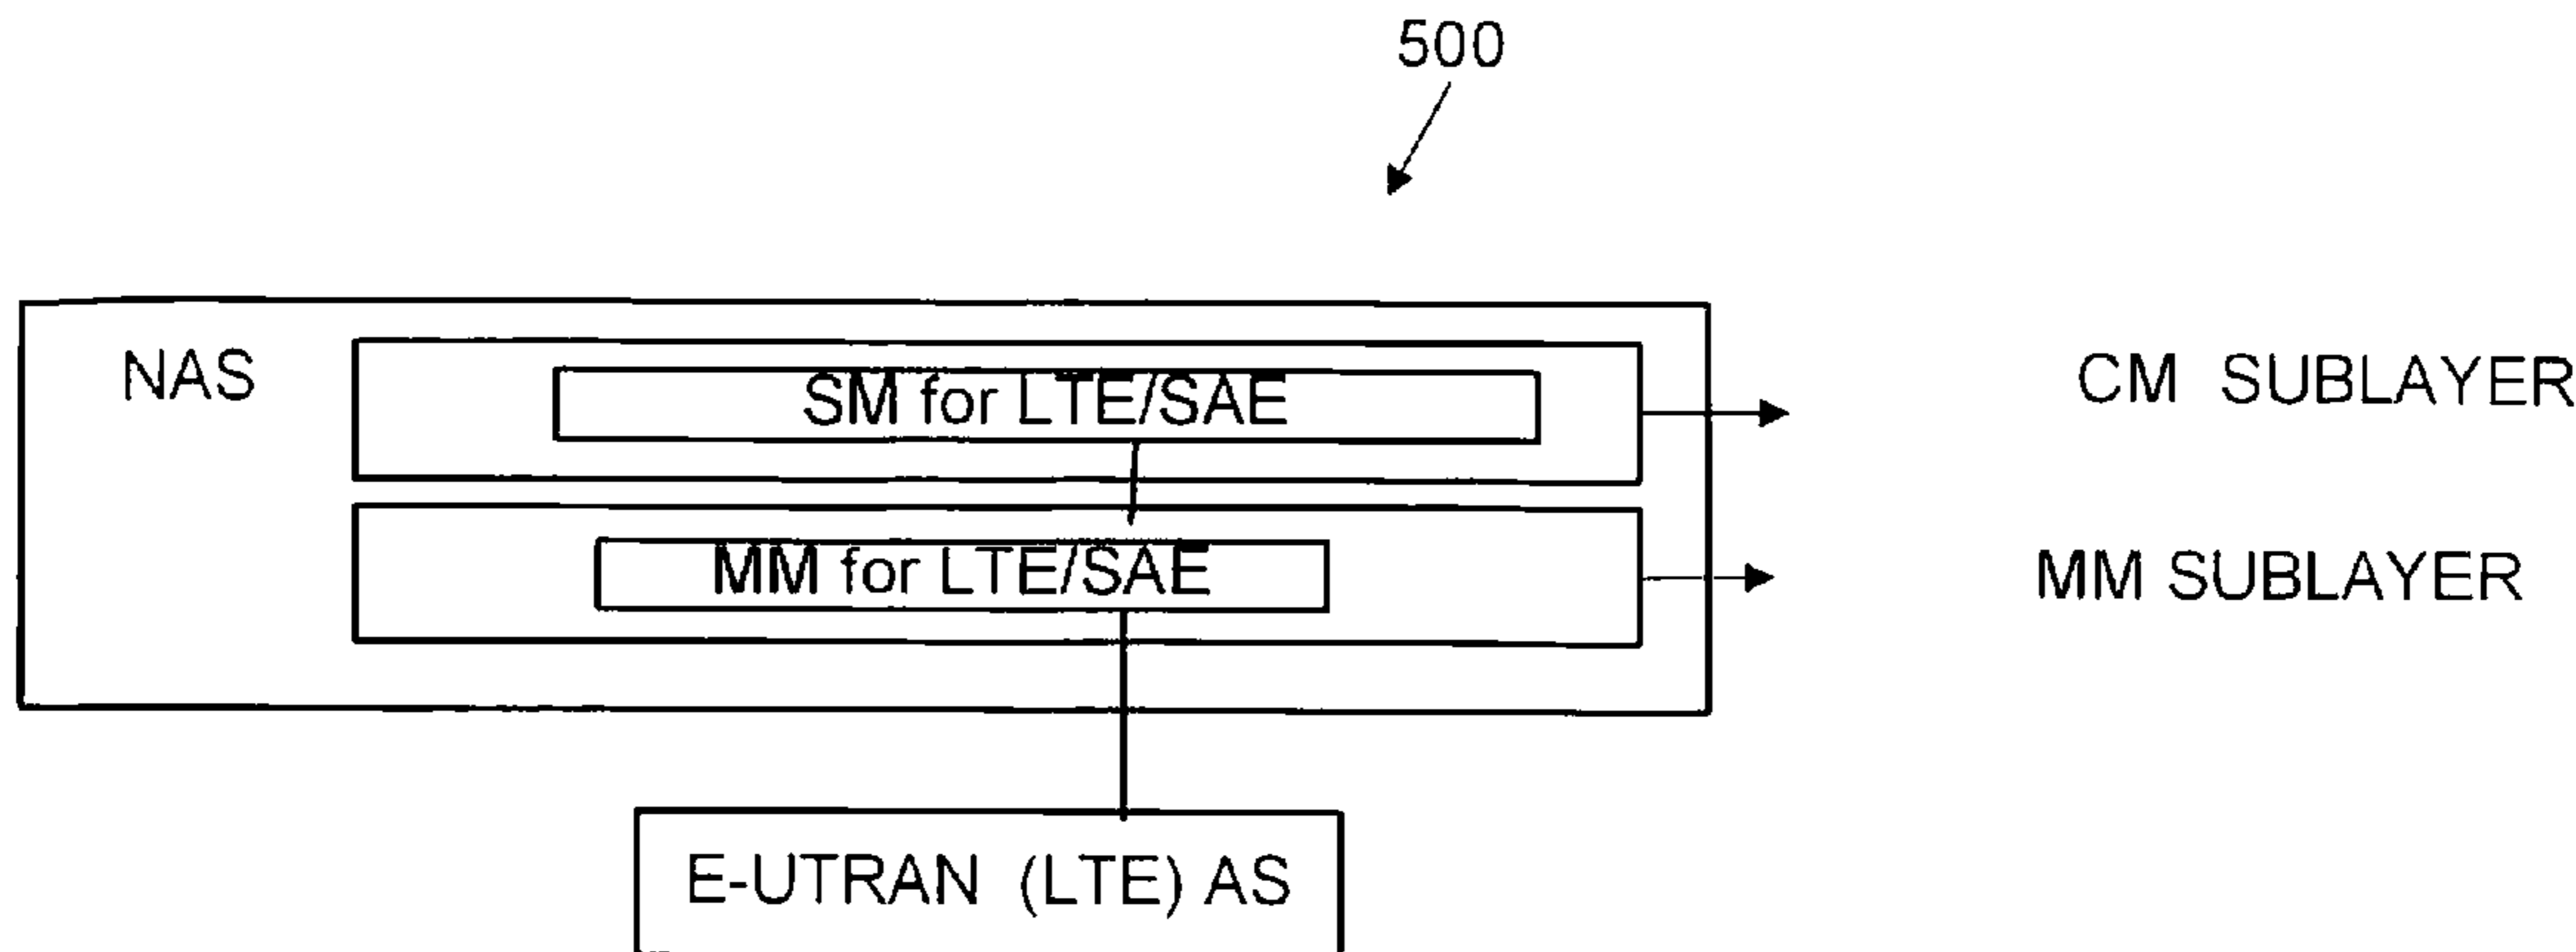 500
NAS
SM for LTE/SAE
CM SUBLAYER
MM for LTE/SAE
MM SUBLAYER
E-UTRAN (LTE) AS